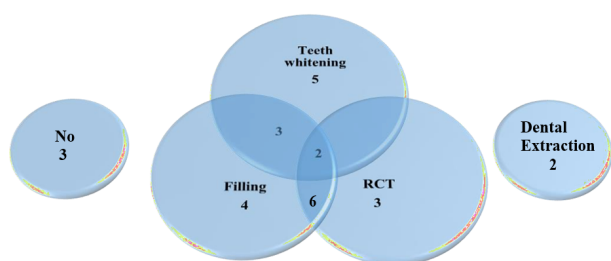 Teeth
whitening
5
No
3
3
2
Dental
Extraction
2
Filling
4
6
RCT
3